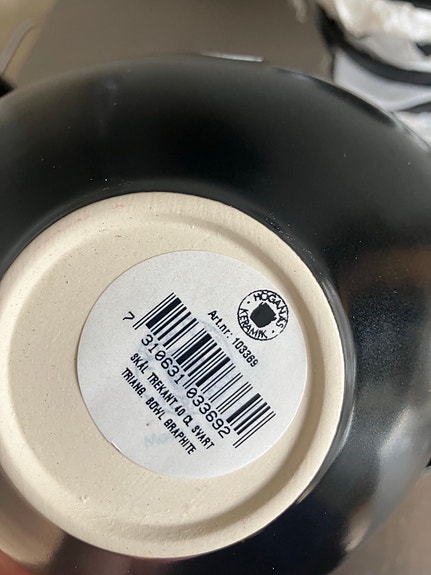 HÖGANÄS
KERAMIK
Art.nr: 103369
7 310631 033692
SKÅL TREKANT 40 CL SVART
TRIANG. BOWL GRAPHITE